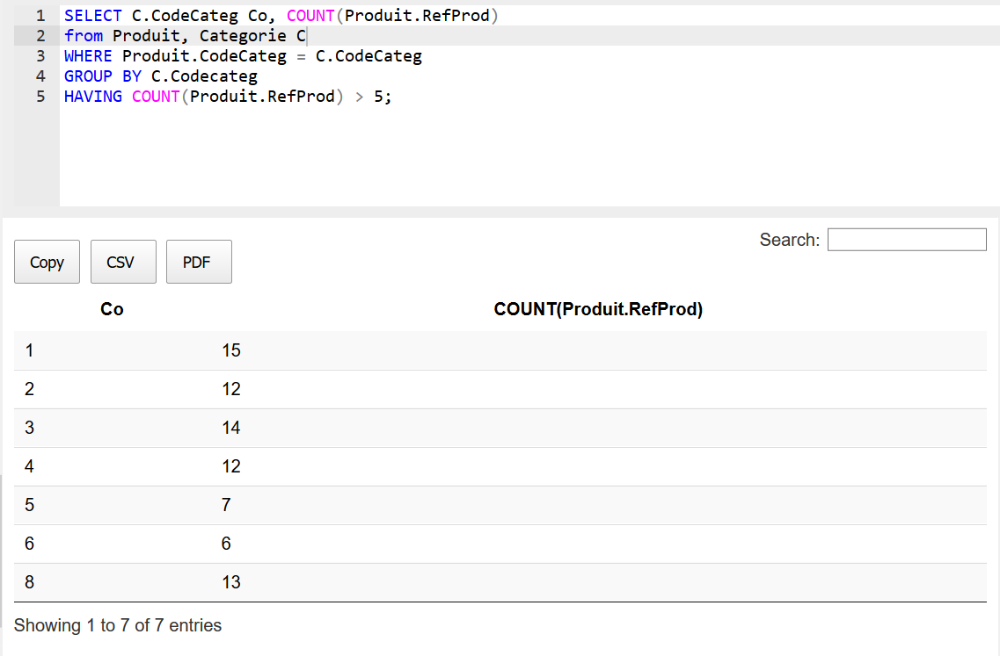 1 SELECT C.CodeCateg Co, COUNT(Produit.RefProd)
2 from Produit, Categorie C
3 WHERE Produit.CodeCateg = C.CodeCateg
4 GROUP BY C.Codecateg
5 HAVING COUNT(Produit.RefProd) > 5;
Search:
Copy CSV PDF
Co COUNT(Produit.RefProd)
1 15
2 12
3 14
4 12
5 7
6 6
8 13
Showing 1 to 7 of 7 entries